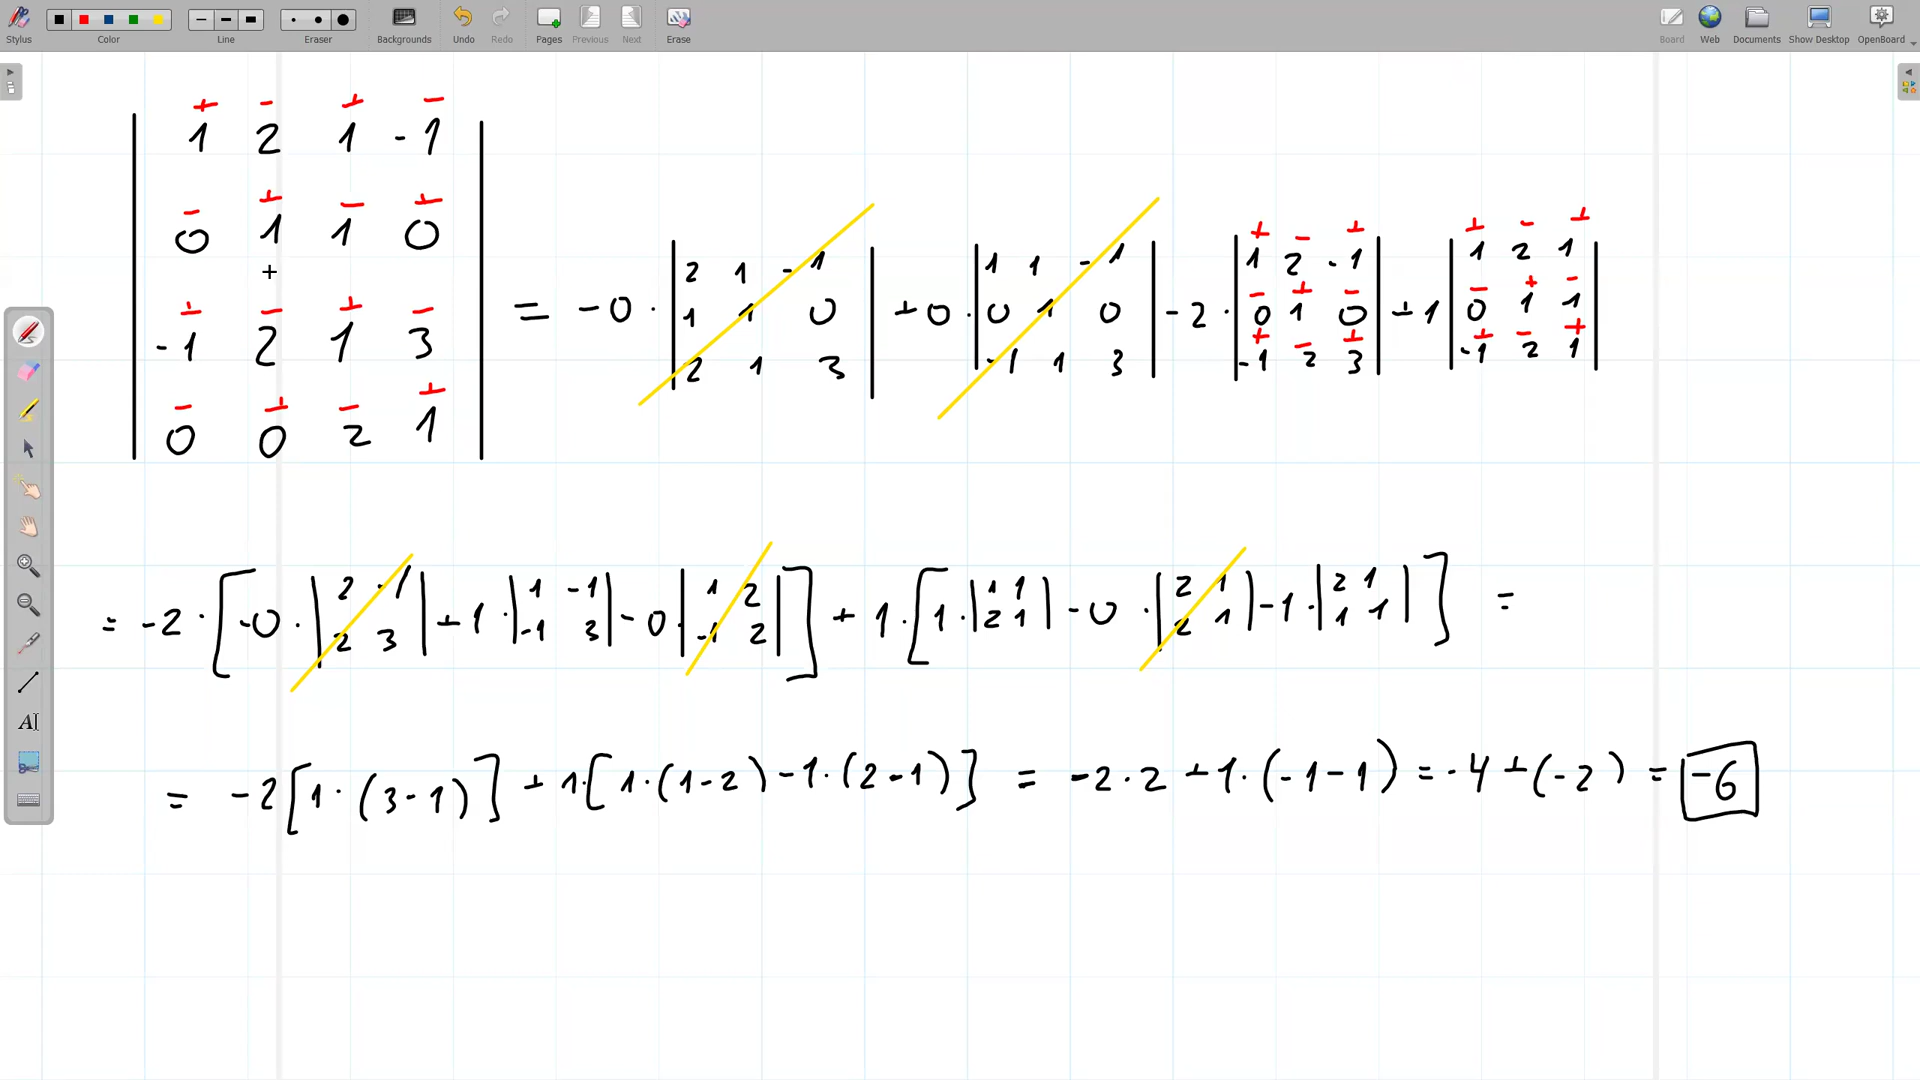 Stylus Color Line Eraser Backgrounds Undo Redo Pages Previous Next Erase Board Web Documents Show Desktop OpenBoard
+ - + -
1 2 1 -1
- + - +
0 1 1 0
+ - + -
-1 2 1 3
- + - +
0 0 2 1
= -0 · | 2 1 -1 | +0 · | 1 1 -1 | -2 · | 1 2 -1 | +1 | 1 2 1 |
| 1 1 0 | | 0 1 0 | | 0 1 0 | | 0 1 1 |
| 2 1 3 | | -1 1 3 | | -1 2 3 | | -1 2 1 |
= -2 · [ -0 · | 2 -1 | +1 · | 1 -1 | -0 · | 1 2 | ] + 1 · [ 1 · | 1 1 | -0 · | 2 1 | -1 · | 2 1 | ] =
| 2 3 | | -1 3 | | -1 2 | | 2 1 | | 2 1 | | 1 1 |
= -2 [ 1 · (3-1) ] + 1 · [ 1 · (1-2) -1 · (2-1) ] = -2 · 2 + 1 · (-1-1) = -4 + (-2) = -6
AI